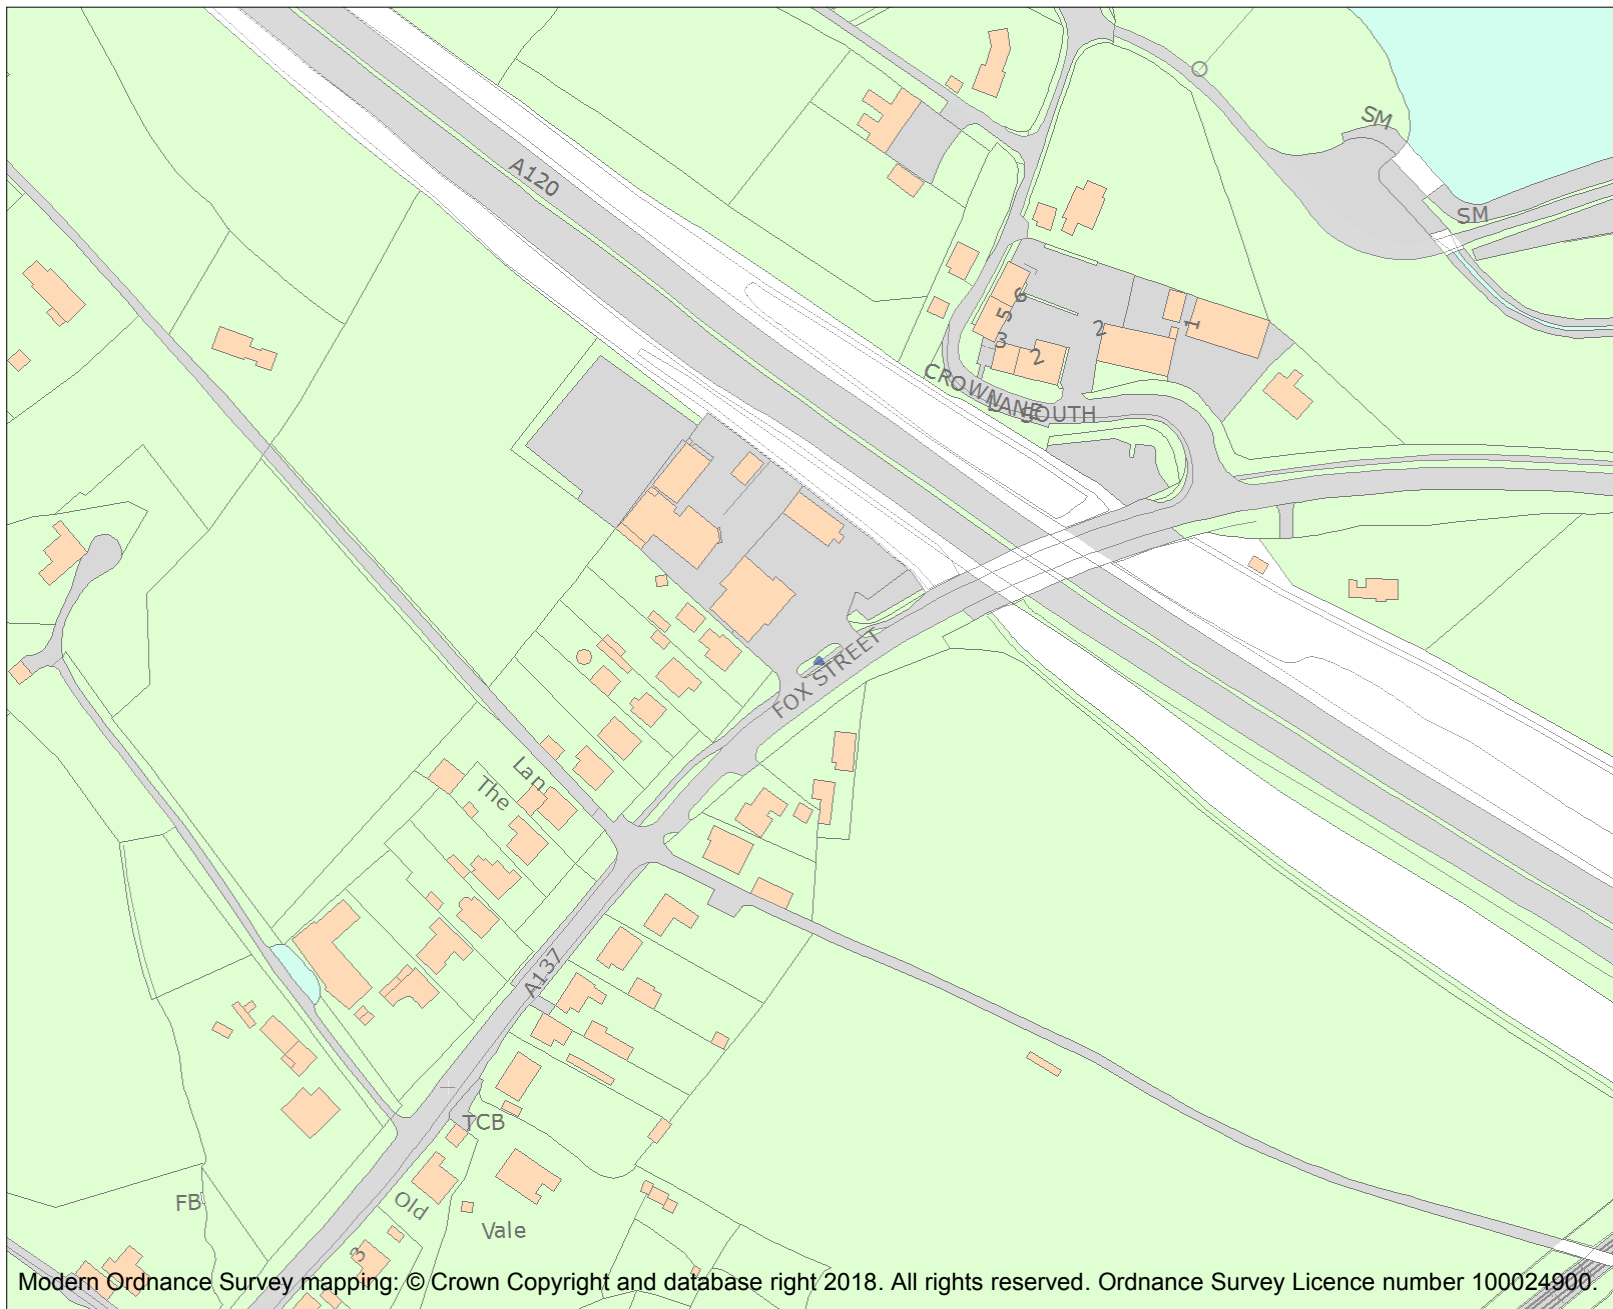 SM
A120
SM
6
5
2
1
3
2
CROWN LANE SOUTH
FOX STREET
The Lan
A137
TCB
FB
Old
Vale
3
Modern Ordnance Survey mapping: © Crown Copyright and database right 2018. All rights reserved. Ordnance Survey Licence number 100024900.